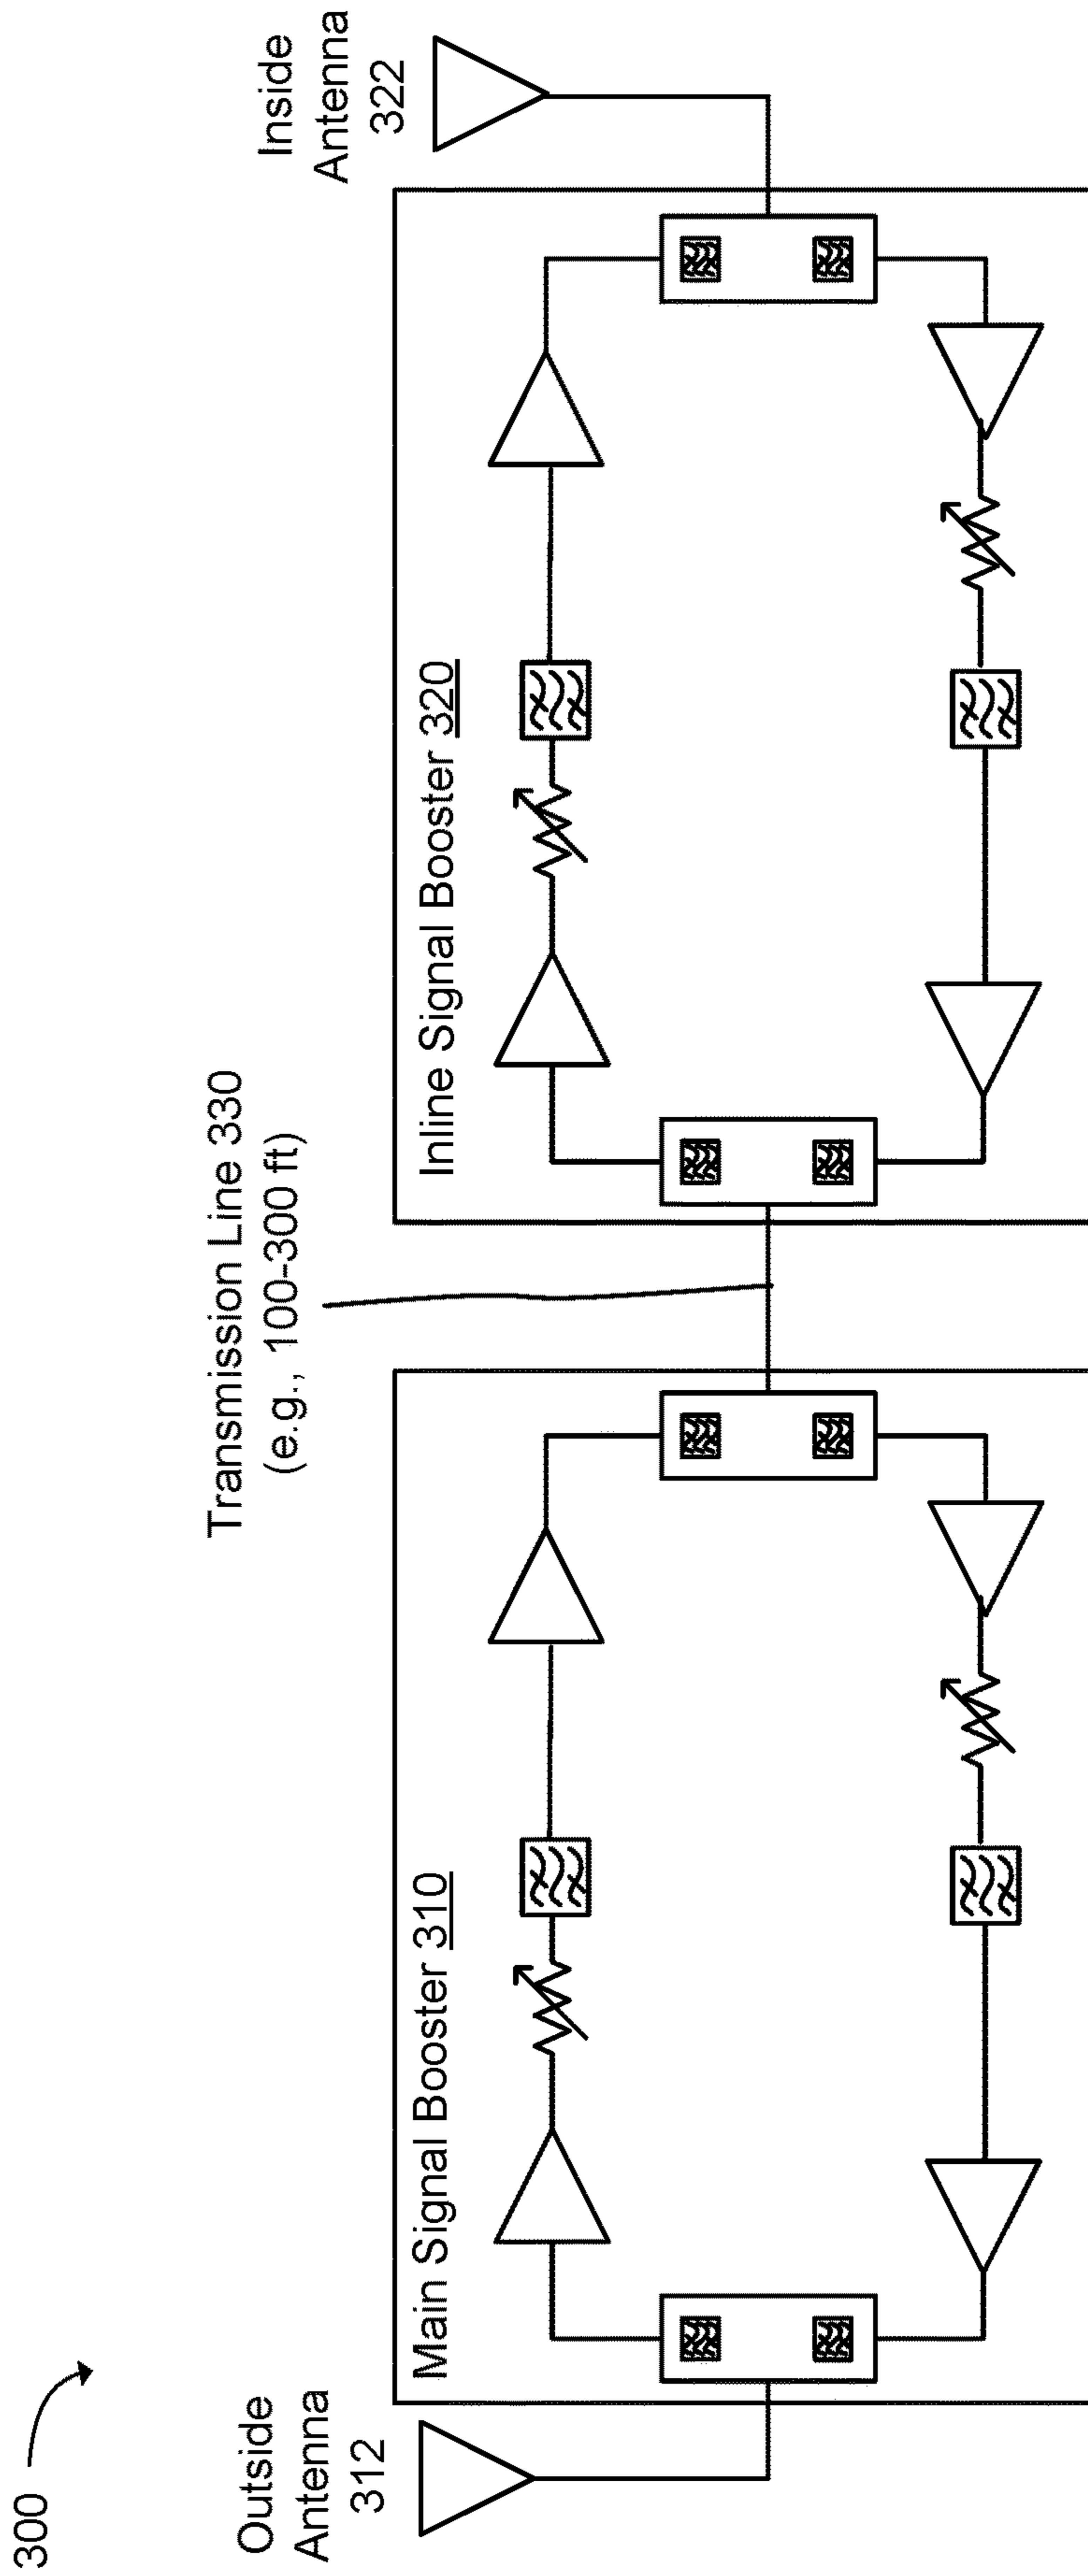 300
Outside
Antenna
312
Main Signal Booster 310
Transmission Line 330
(e.g., 100-300 ft)
Inline Signal Booster 320
Inside
Antenna
322